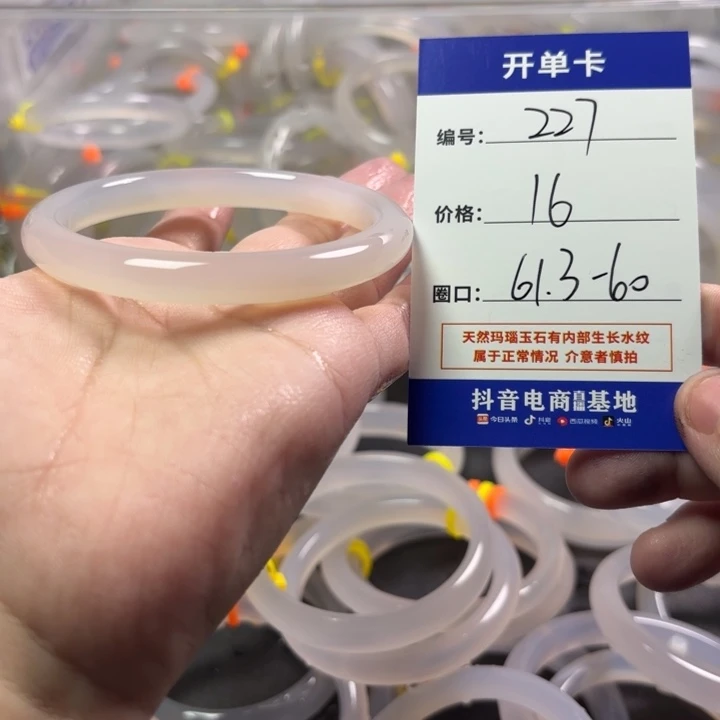 开单卡
编号: 227
价格: 16
圈口: 61.3-60
天然玛瑙玉石有内部生长水纹
属于正常情况 介意者慎拍
抖音电商直播基地
今日头条 抖音 西瓜视频 火山